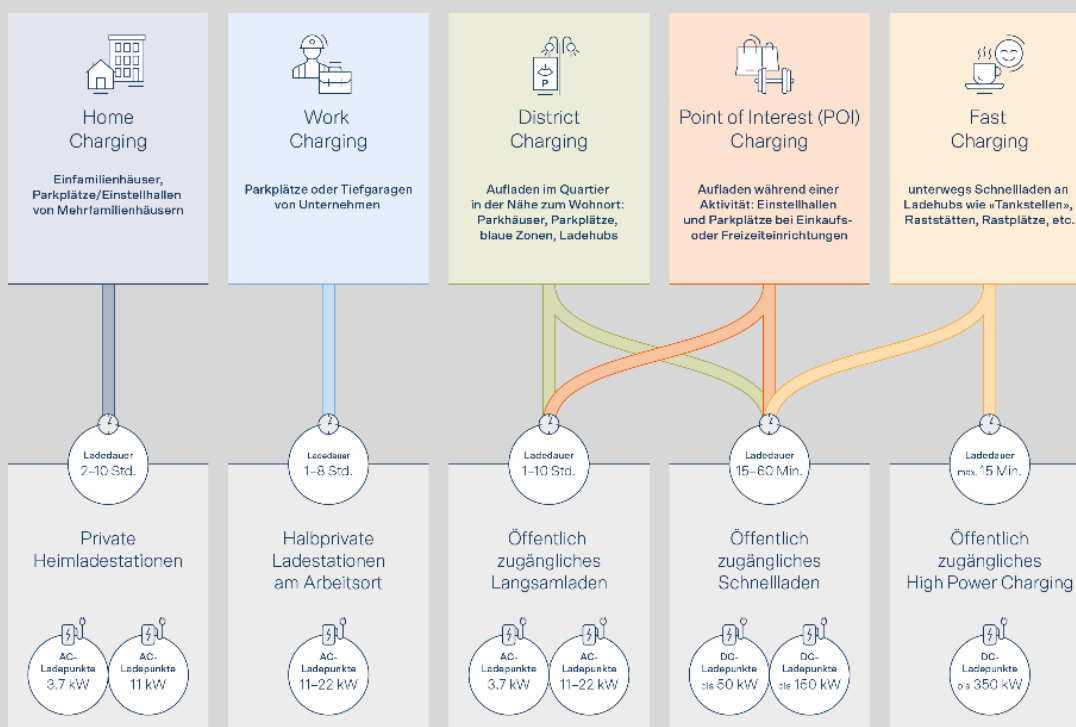 Home
Charging
Einfamilienhäuser,
Parkplätze/Einstellhallen
von Mehrfamilienhäusern
Work
Charging
Parkplätze oder Tiefgaragen
von Unternehmen
P
District
Charging
Aufladen im Quartier
in der Nähe zum Wohnort:
Parkhäuser, Parkplätze,
blaue Zonen, Ladehubs
Point of Interest (POI)
Charging
Aufladen während einer
Aktivität: Einstellhallen
und Parkplätze bei Einkaufs-
oder Freizeiteinrichtungen
Fast
Charging
unterwegs Schnellladen an
Ladehubs wie «Tankstellen»,
Raststätten, Rastplätze, etc.
Ladedauer
2–10 Std.
Ladedauer
1–8 Std.
Ladedauer
1–10 Std.
Ladedauer
15–60 Min.
Ladedauer
max. 15 Min.
Private
Heimladestationen
AC-
Ladepunkte
3.7 kW
AC-
Ladepunkte
11 kW
Halbprivate
Ladestationen
am Arbeitsort
AC-
Ladepunkte
11–22 kW
Öffentlich
zugängliches
Langsamladen
AC-
Ladepunkte
3.7 kW
AC-
Ladepunkte
11–22 kW
Öffentlich
zugängliches
Schnellladen
DC-
Ladepunkte
bis 50 kW
DC-
Ladepunkte
bis 150 kW
Öffentlich
zugängliches
High Power Charging
DC-
Ladepunkte
bis 350 kW